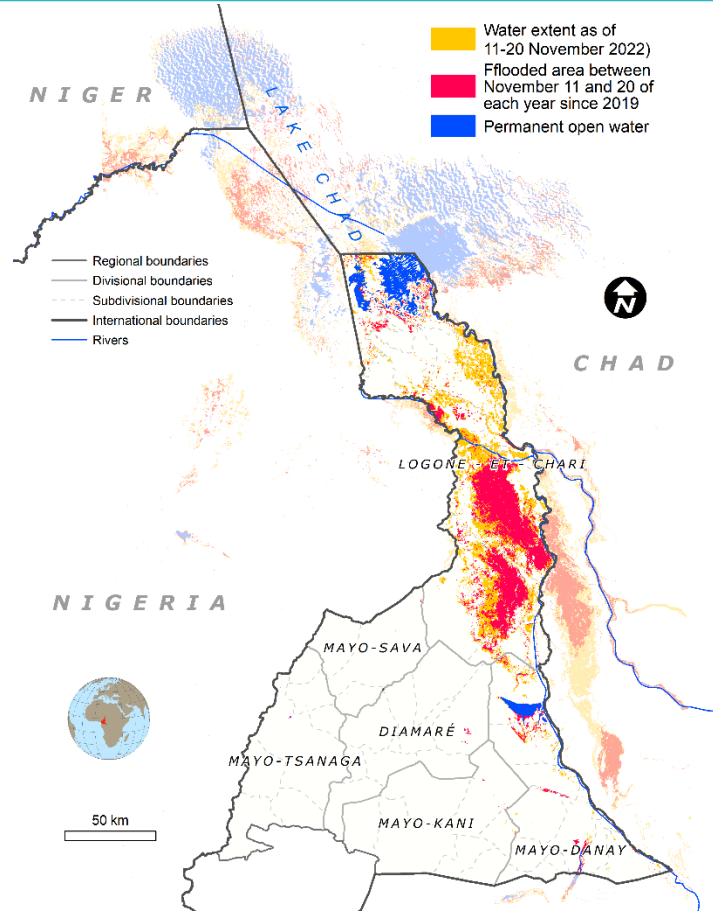 Water extent as of
11-20 November 2022)
Fflooded area between
November 11 and 20 of
each year since 2019
Permanent open water
NIGER
LAKE CHAD
Regional boundaries
Divisional boundaries
Subdivisional boundaries
International boundaries
Rivers
N
CHAD
LOGONE - ET - CHARI
NIGERIA
MAYO-SAVA
DIAMARÉ
MAYO-TSANAGA
50 km
MAYO-KANI
MAYO-DANAY